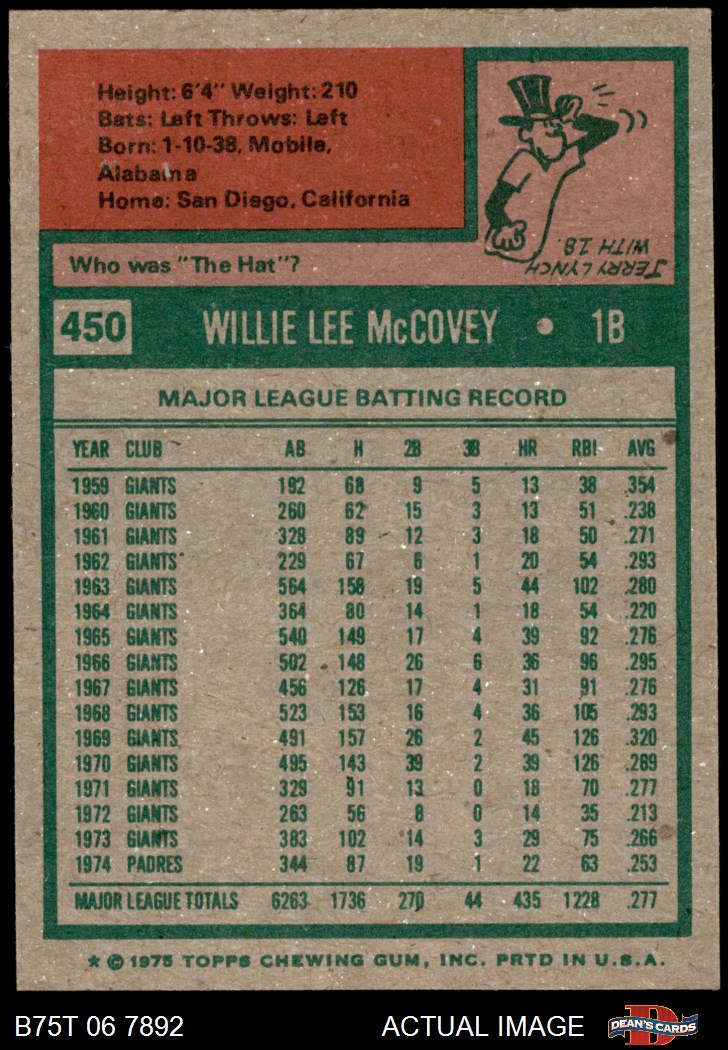 Height: 6'4" Weight: 210
Bats: Left Throws: Left
Born: 1-10-38, Mobile,
Alabama
Home: San Diego, California
Who was "The Hat"?
JERRY LYNCH
WITH 18.
450 WILLIE LEE McCOVEY • 1B
MAJOR LEAGUE BATTING RECORD
YEAR CLUB AB H 2B 3B HR RBI AVG
1959 GIANTS 192 68 9 5 13 38 .354
1960 GIANTS 260 62 15 3 13 51 .238
1961 GIANTS 328 89 12 3 18 50 .271
1962 GIANTS 229 67 6 1 20 54 .293
1963 GIANTS 564 158 19 5 44 102 .280
1964 GIANTS 364 80 14 1 18 54 .220
1965 GIANTS 540 149 17 4 39 92 .276
1966 GIANTS 502 148 26 6 36 96 .295
1967 GIANTS 456 126 17 4 31 91 .276
1968 GIANTS 523 153 16 4 36 105 .293
1969 GIANTS 491 157 26 2 45 126 .320
1970 GIANTS 495 143 39 2 39 126 .289
1971 GIANTS 329 91 13 0 18 70 .277
1972 GIANTS 263 56 8 0 14 35 .213
1973 GIANTS 383 102 14 3 29 75 .266
1974 PADRES 344 87 19 1 22 63 .253
MAJOR LEAGUE TOTALS 6263 1736 270 44 435 1228 .277
* © 1975 TOPPS CHEWING GUM, INC. PRTD IN U.S.A.
B75T 06 7892 ACTUAL IMAGE DEAN'S CARDS